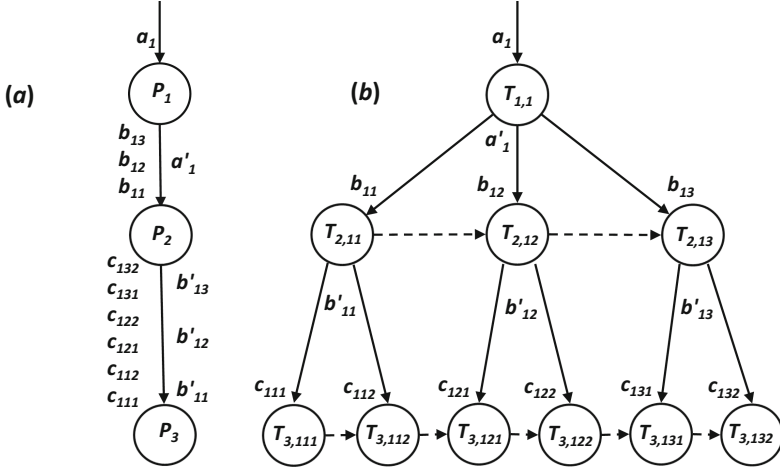 a₁
(a)
P₁
b₁₃
b₁₂
b₁₁
a'₁
P₂
c₁₃₂
c₁₃₁
c₁₂₂
c₁₂₁
c₁₁₂
c₁₁₁
b'₁₃
b'₁₂
b'₁₁
P₃
a₁
(b)
T₁,₁
a'₁
b₁₁ b₁₂ b₁₃
T₂,₁₁ T₂,₁₂ T₂,₁₃
b'₁₁ b'₁₂ b'₁₃
c₁₁₁ c₁₁₂ c₁₂₁ c₁₂₂ c₁₃₁ c₁₃₂
T₃,₁₁₁ T₃,₁₁₂ T₃,₁₂₁ T₃,₁₂₂ T₃,₁₃₁ T₃,₁₃₂